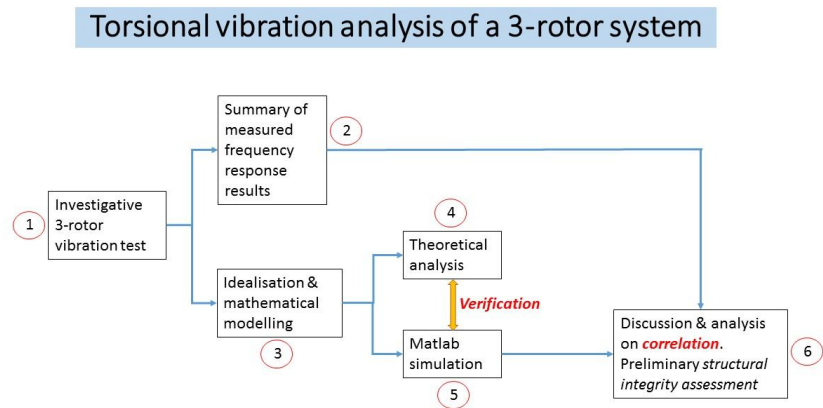 Torsional vibration analysis of a 3-rotor system
1
Investigative
3-rotor
vibration test
Summary of
measured
frequency
response
results
2
Idealisation &
mathematical
modelling
3
4
Theoretical
analysis
Verification
Matlab
simulation
5
Discussion & analysis
on correlation.
Preliminary structural
integrity assessment
6